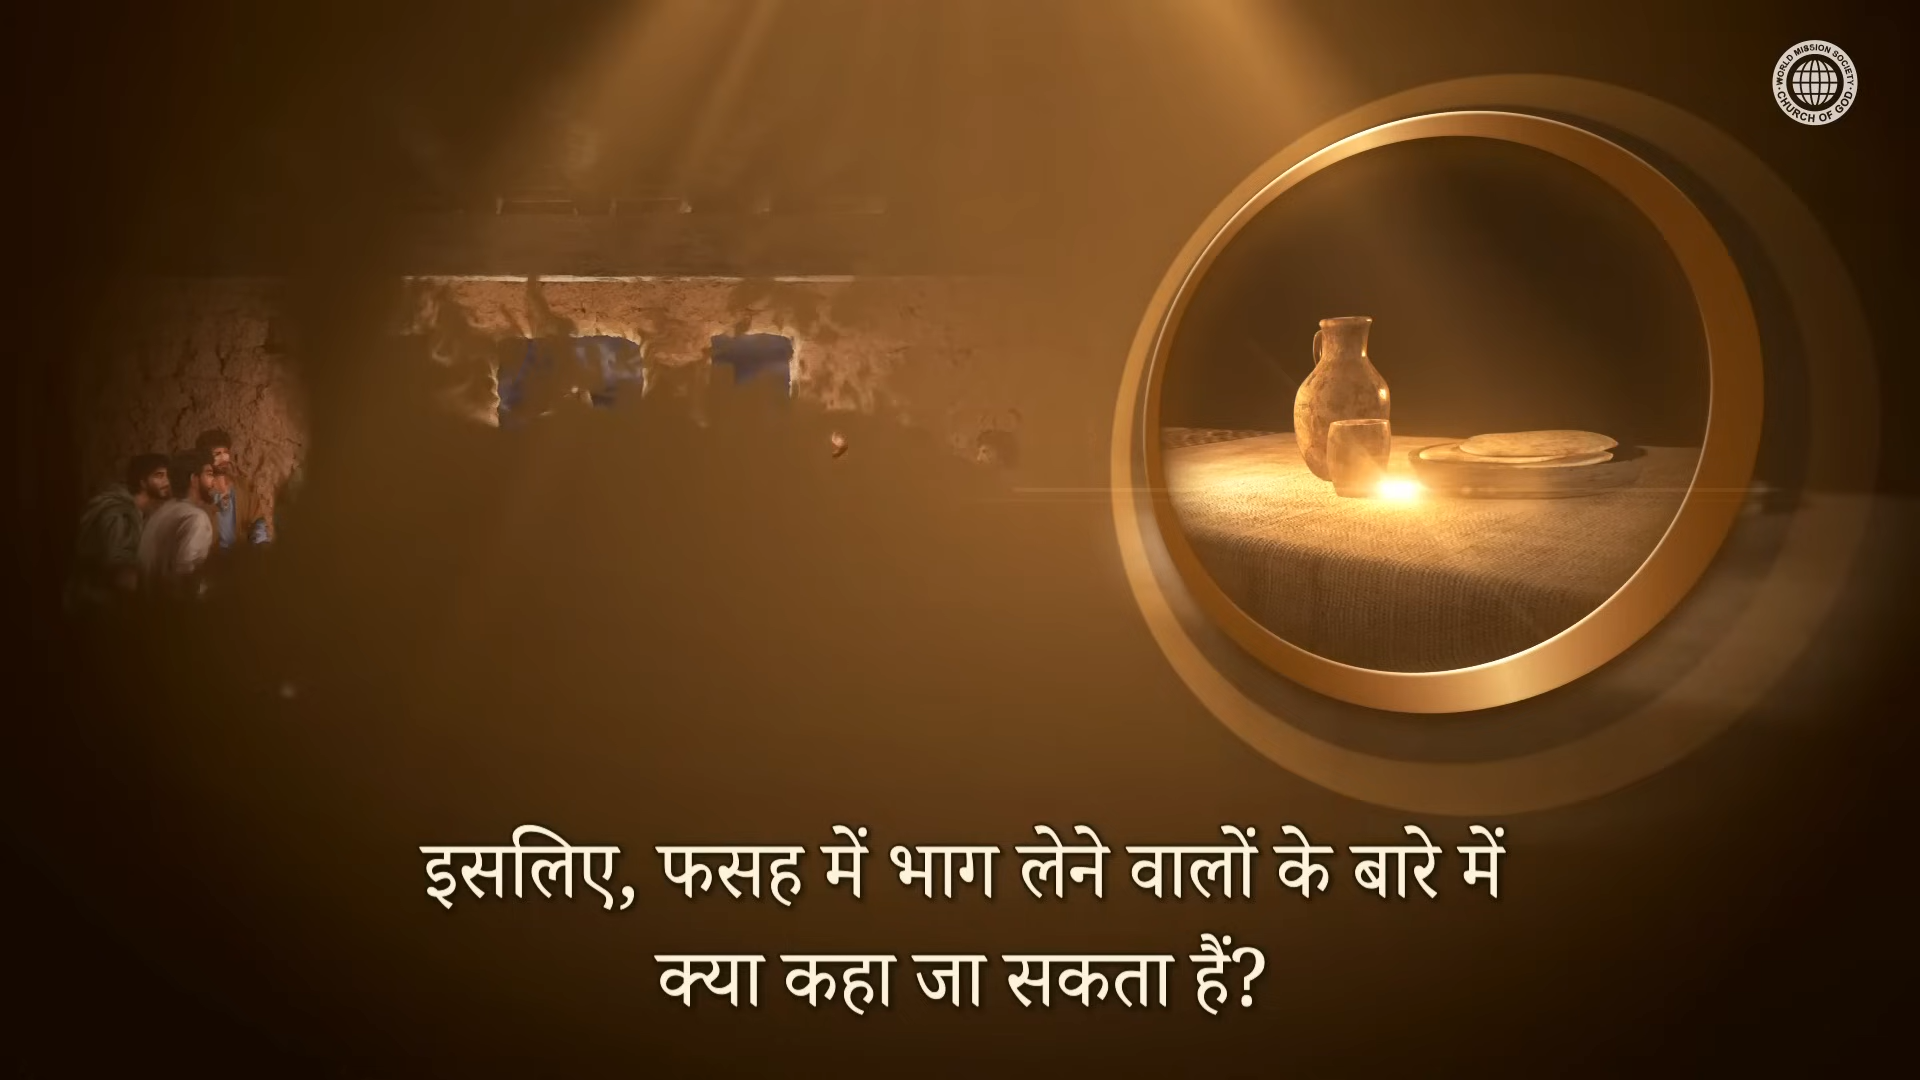 WORLD MISSION SOCIETY
CHURCH OF GOD
इसलिए, फसह में भाग लेने वालों के बारे में
क्या कहा जा सकता हैं?